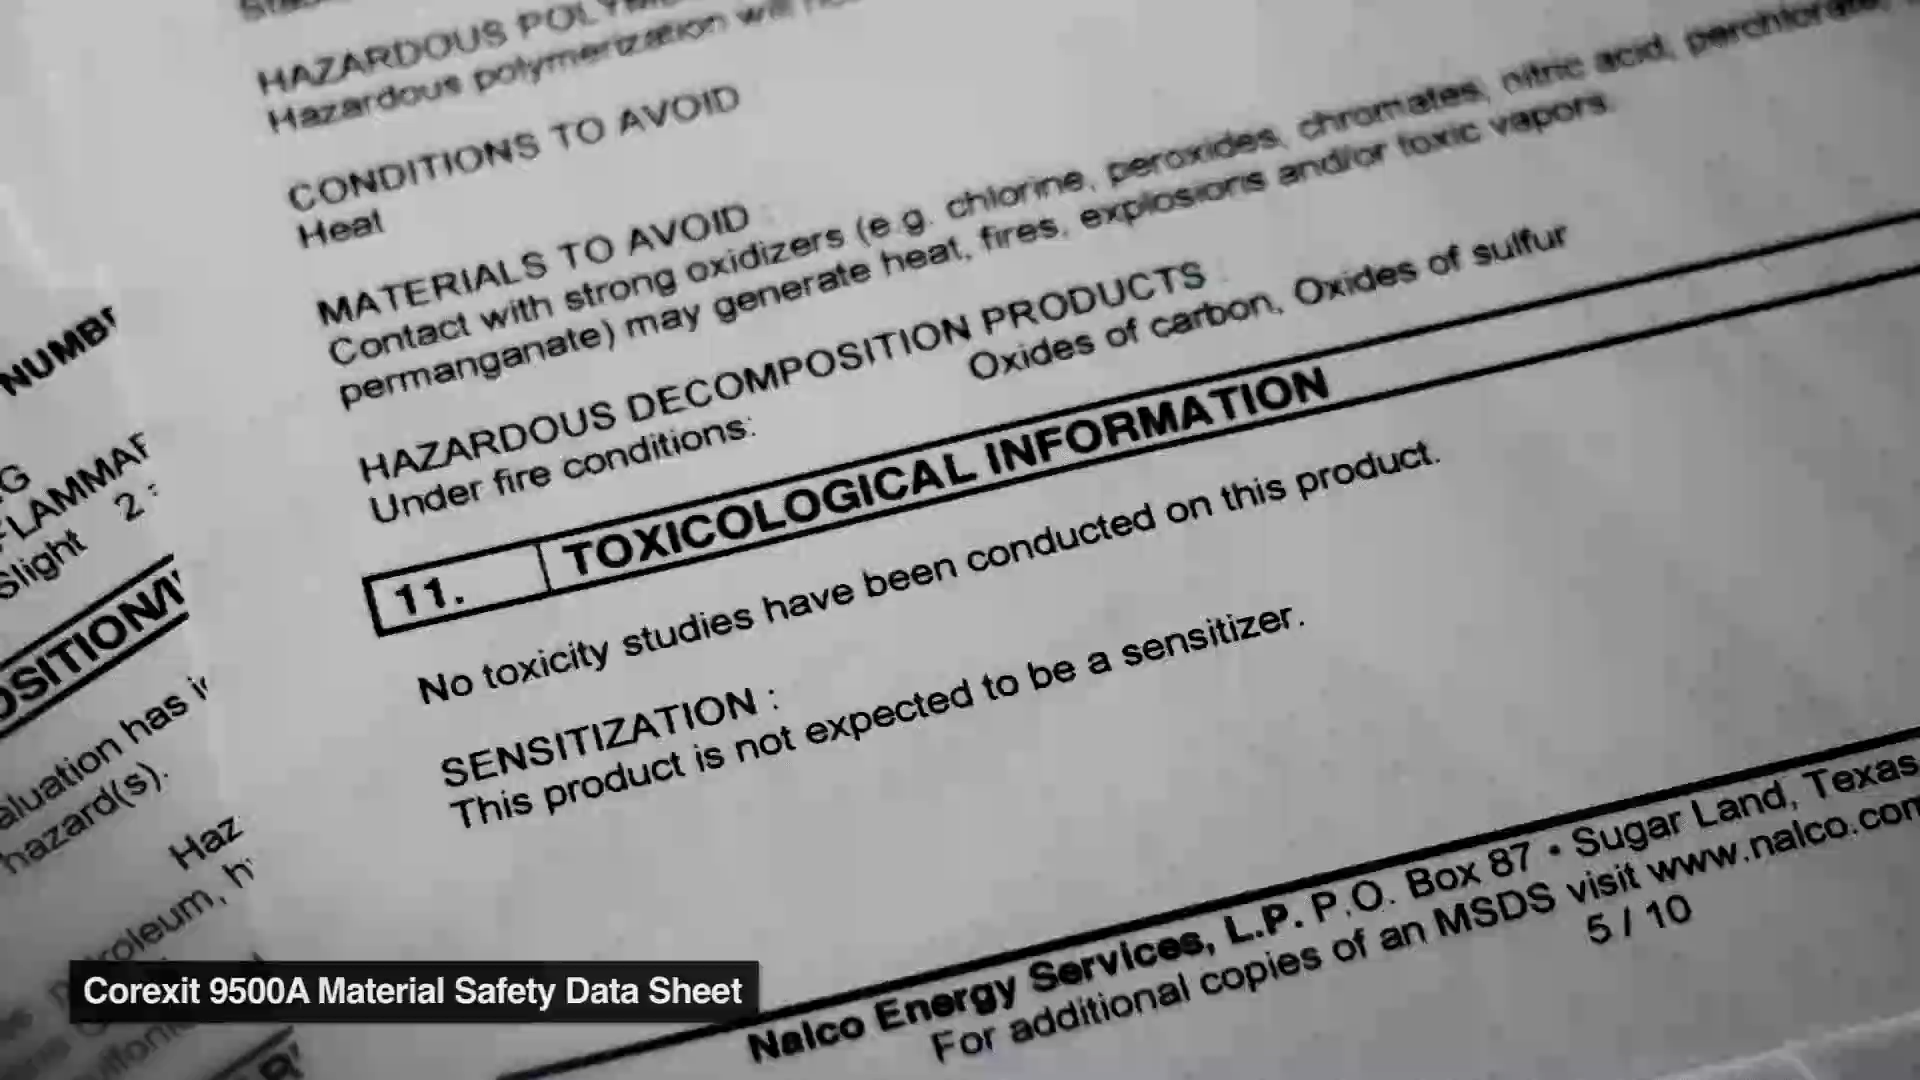 HAZARDOUS
Hazardous polymerization will
CONDITIONS TO AVOID
Heat
MATERIALS TO AVOID
Contact with strong oxidizers (e.g. chlorine, peroxides, chromates, nitric acid, perchlorate,
permanganate) may generate heat, fires, explosions and/or toxic vapors.
HAZARDOUS DECOMPOSITION PRODUCTS
Under fire conditions: Oxides of carbon, Oxides of sulfur
11. TOXICOLOGICAL INFORMATION
No toxicity studies have been conducted on this product.
SENSITIZATION :
This product is not expected to be a sensitizer.
Nalco Energy Services, L.P. P.O. Box 87 • Sugar Land, Texas
For additional copies of an MSDS visit www.nalco.com
5 / 10
Slight 2 :
has
hazard(s).
Corexit 9500A Material Safety Data Sheet